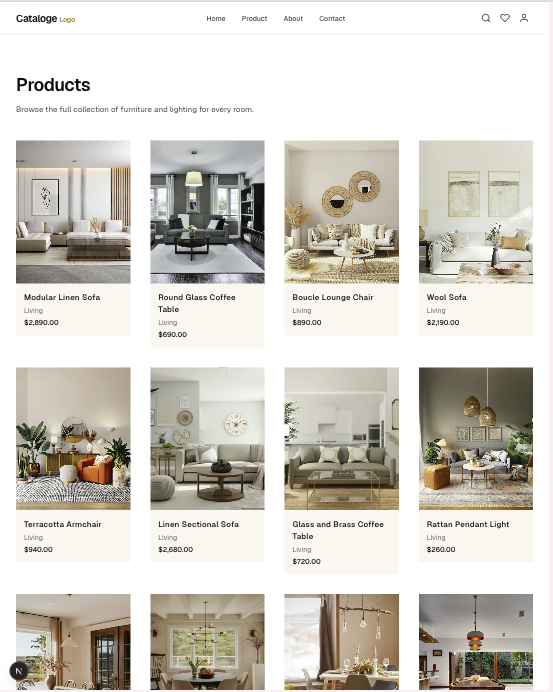 Cataloge Logo
Home Product About Contact
Products
Browse the full collection of furniture and lighting for every room.
Modular Linen Sofa
Living
$2,890.00
Round Glass Coffee
Table
Living
$690.00
Boucle Lounge Chair
Living
$890.00
Wool Sofa
Living
$2,190.00
Terracotta Armchair
Living
$940.00
Linen Sectional Sofa
Living
$2,680.00
Glass and Brass Coffee
Table
Living
$720.00
Rattan Pendant Light
Living
$260.00
N